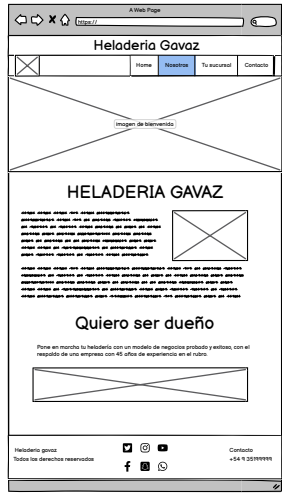 A Web Page
https://
Heladeria Gavaz
Home
Nosotros
Tu sucursal
Contacto
Imagen de bienvenida
HELADERIA GAVAZ
Quiero ser dueño
Pone en marcha tu heladería con un modelo de negocios probado y exitoso, con el
respaldo de una empresa con 45 años de experiencia en el rubro.
Heladeria gavaz
Contacto
Todos los derechos reservados
+54 9 35199999